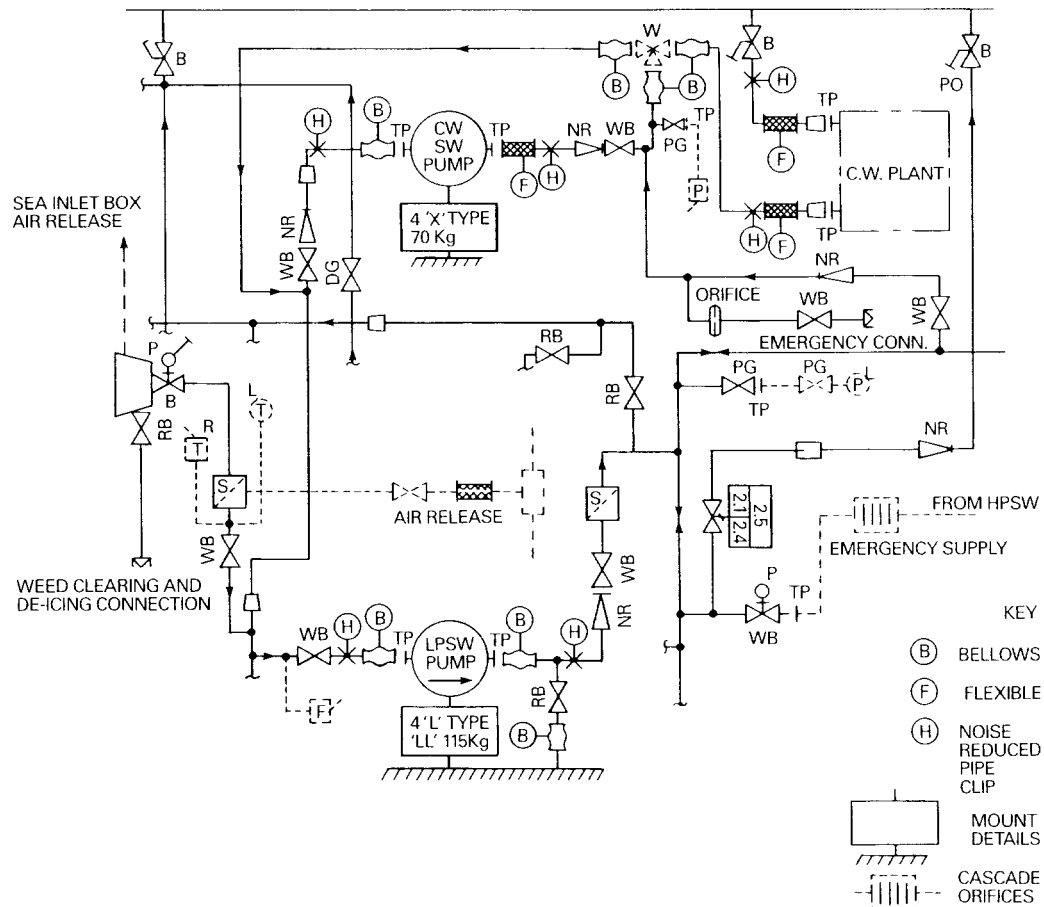 B
W
B
B
B
H
PO
B
B
H
TP
CW
SW
PUMP
TP
NR
WB
F
H
PG
TP
P
TP
F
C.W. PLANT
H
F
TP
SEA INLET BOX
AIR RELEASE
NR
WB
4 'X' TYPE
70 Kg
DG
NR
ORIFICE
WB
WB
EMERGENCY CONN.
P
B
RB
RB
RB
PG
TP
PG
L
P
L
T
R
T
NR
S
S
AIR RELEASE
2.1
2.5
2.4
FROM HPSW
EMERGENCY SUPPLY
WB
WB
NR
WEED CLEARING AND
DE-ICING CONNECTION
P
TP
WB
WB
H
B
TP
LPSW
PUMP
TP
B
H
F
RB
B
4 'L' TYPE
'LL' 115Kg
KEY
B BELLOWS
F FLEXIBLE
H NOISE
REDUCED
PIPE
CLIP
MOUNT
DETAILS
CASCADE
ORIFICES